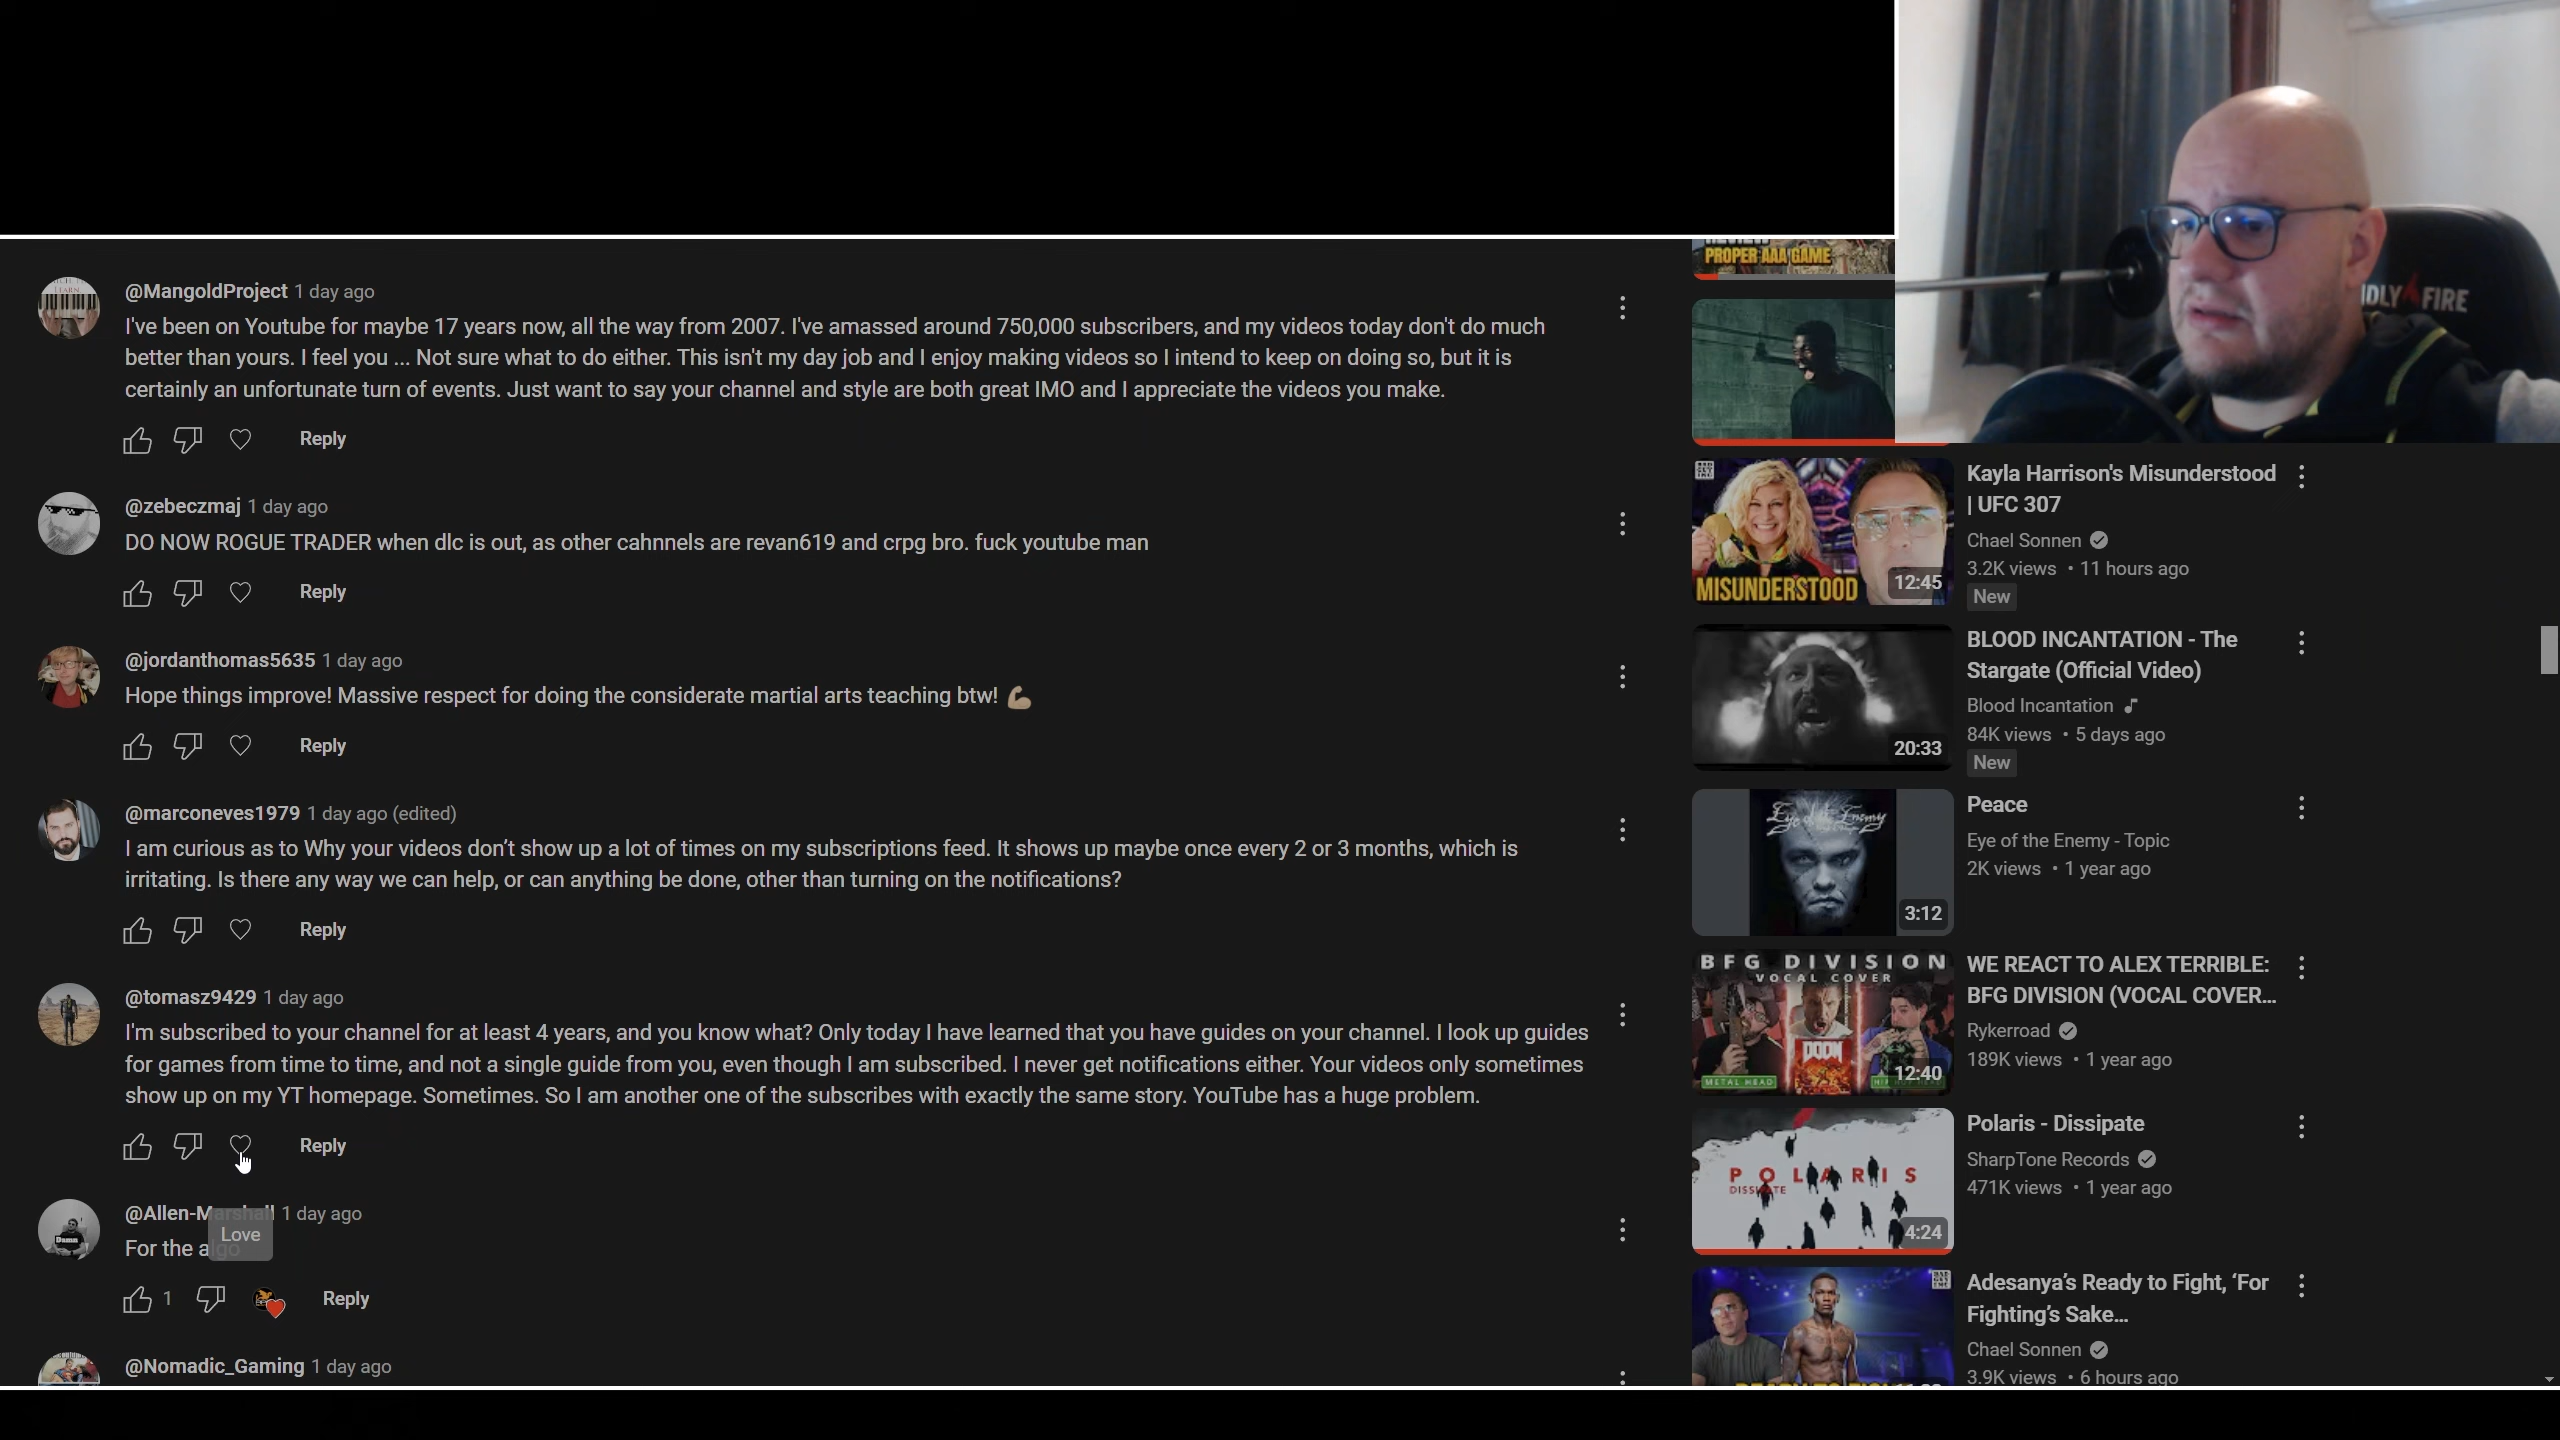 @MangoldProject 1 day ago
I've been on Youtube for maybe 17 years now, all the way from 2007. I've amassed around 750,000 subscribers, and my videos today don't do much
better than yours. I feel you ... Not sure what to do either. This isn't my day job and I enjoy making videos so I intend to keep on doing so, but it is
certainly an unfortunate turn of events. Just want to say your channel and style are both great IMO and I appreciate the videos you make.
Reply
@zebeczmaj 1 day ago
DO NOW ROGUE TRADER when dlc is out, as other cahnnels are revan619 and crpg bro. fuck youtube man
Reply
@jordanthomas5635 1 day ago
Hope things improve! Massive respect for doing the considerate martial arts teaching btw! 💪🏽
Reply
@marconeves1979 1 day ago (edited)
I am curious as to Why your videos don't show up a lot of times on my subscriptions feed. It shows up maybe once every 2 or 3 months, which is
irritating. Is there any way we can help, or can anything be done, other than turning on the notifications?
Reply
@tomasz9429 1 day ago
I'm subscribed to your channel for at least 4 years, and you know what? Only today I have learned that you have guides on your channel. I look up guides
for games from time to time, and not a single guide from you, even though I am subscribed. I never get notifications either. Your videos only sometimes
show up on my YT homepage. Sometimes. So I am another one of the subscribes with exactly the same story. YouTube has a huge problem.
Reply
@Allen-Marshall 1 day ago
Love
For the algo
Damn
1 Reply
@Nomadic_Gaming 1 day ago
PROPER AAA GAME
DLY FIRE
MISUNDERSTOOD
12:45
Kayla Harrison's Misunderstood
| UFC 307
Chael Sonnen
3.2K views • 11 hours ago
New
20:33
BLOOD INCANTATION - The
Stargate (Official Video)
Blood Incantation
84K views • 5 days ago
New
Eye of the Enemy
3:12
Peace
Eye of the Enemy - Topic
2K views • 1 year ago
BFG DIVISION
VOCAL COVER
DOOM
METAL HEAD
12:40
WE REACT TO ALEX TERRIBLE:
BFG DIVISION (VOCAL COVER...
Rykerroad
189K views • 1 year ago
POLARIS
DISSIPATE
4:24
Polaris - Dissipate
SharpTone Records
471K views • 1 year ago
Adesanya's Ready to Fight, 'For
Fighting's Sake...
Chael Sonnen
3.9K views • 6 hours ago